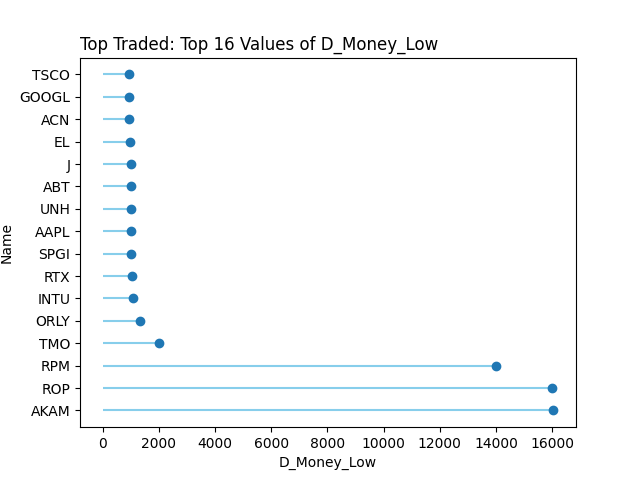 Top Traded: Top 16 Values of D_Money_Low
TSCO
GOOGL
ACN
EL
J
ABT
UNH
AAPL
SPGI
RTX
INTU
ORLY
TMO
RPM
ROP
AKAM
Name
0 2000 4000 6000 8000 10000 12000 14000 16000
D_Money_Low